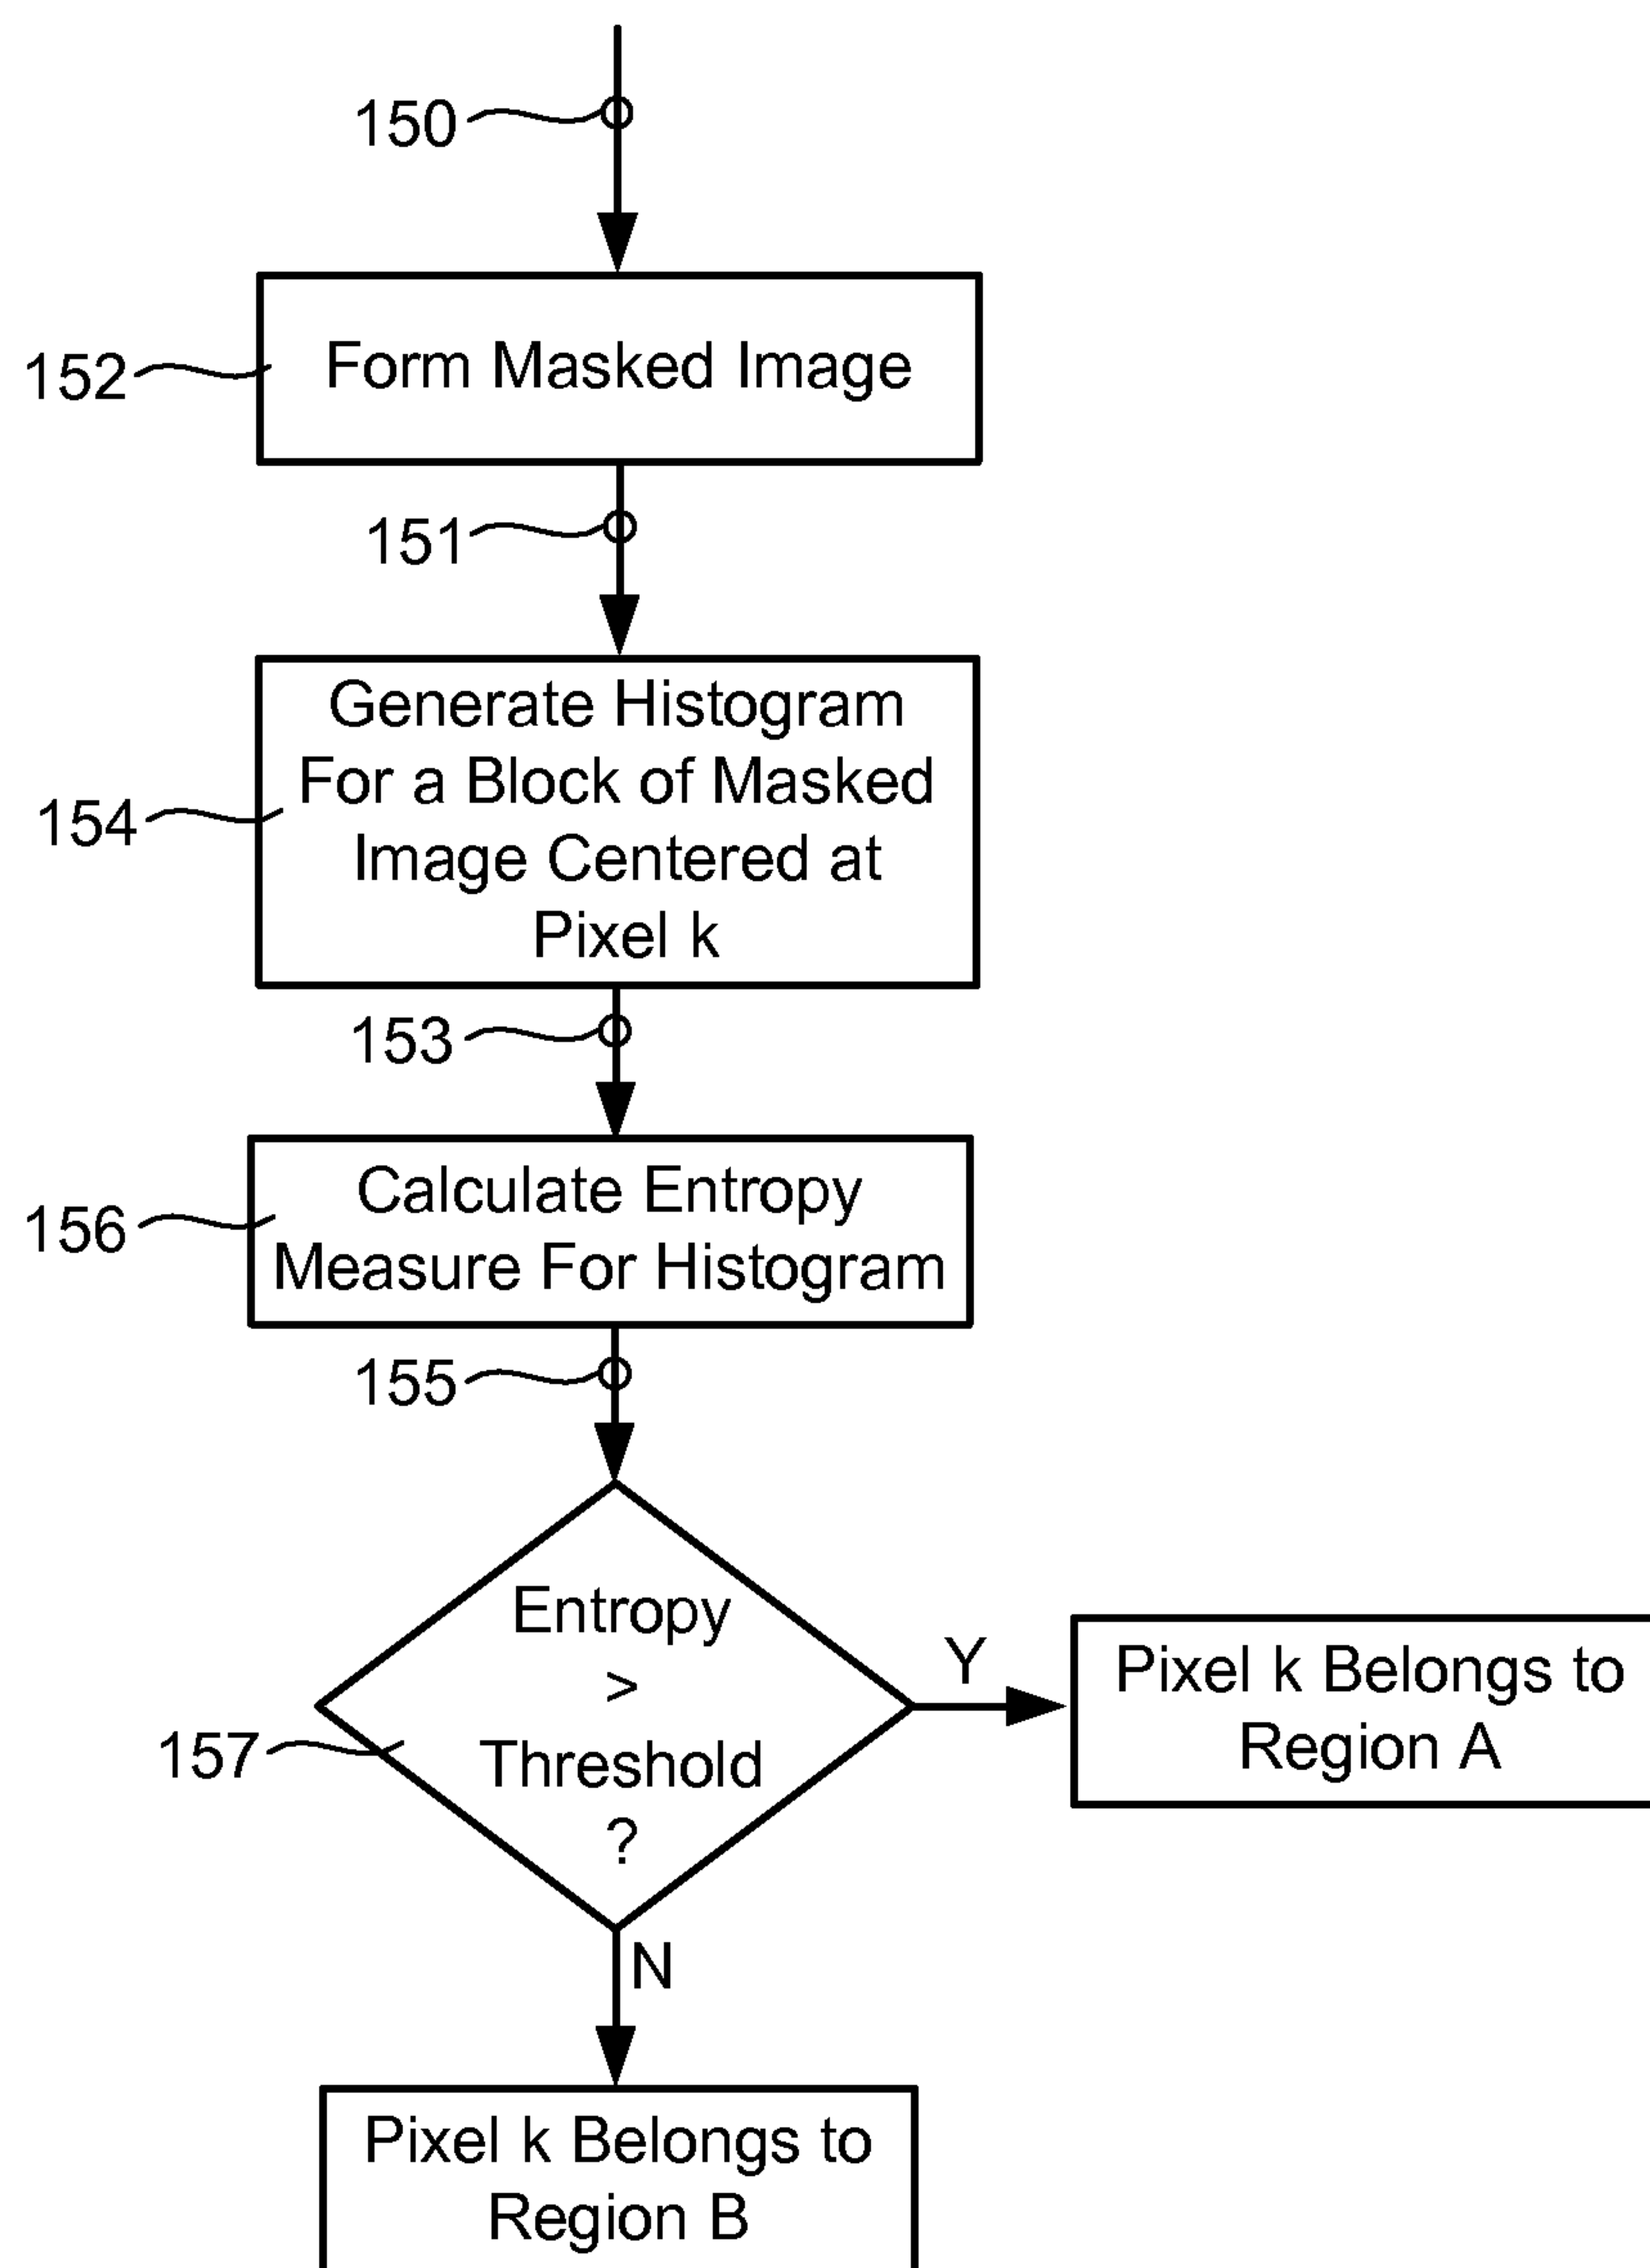 150
152
Form Masked Image
151
Generate Histogram
For a Block of Masked
Image Centered at
Pixel k
154
153
Calculate Entropy
Measure For Histogram
156
155
Entropy
>
Threshold
?
157
Y
Pixel k Belongs to
Region A
N
Pixel k Belongs to
Region B